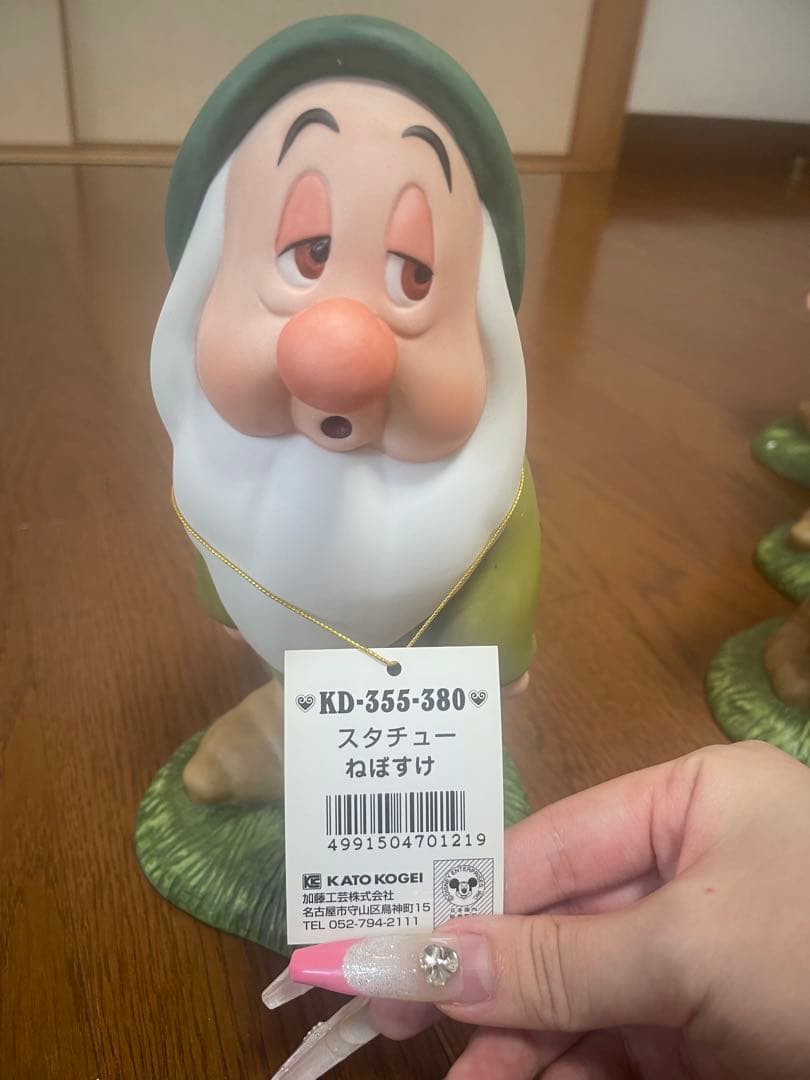 KD-355-380
スタチュー
ねぼすけ
4991504701219
KE KATO KOGEI
加藤工芸株式会社
名古屋市守山区鳥神町15
TEL 052-794-2111